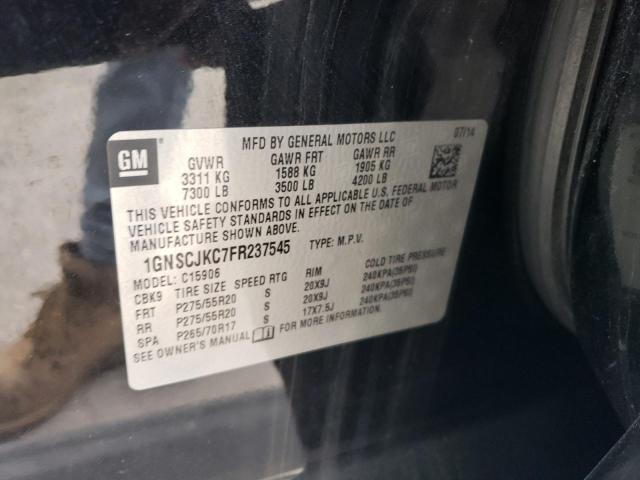 MFD BY GENERAL MOTORS LLC 07/14
GM GVWR GAWR FRT GAWR RR
3311 KG 1588 KG 1905 KG
7300 LB 3500 LB 4200 LB
THIS VEHICLE CONFORMS TO ALL APPLICABLE U.S. FEDERAL MOTOR
VEHICLE SAFETY STANDARDS IN EFFECT ON THE DATE OF
MANUFACTURE SHOWN ABOVE.
1GNSCJKC7FR237545 TYPE: M.P.V.
MODEL: C15906
CBK9 TIRE SIZE SPEED RTG RIM COLD TIRE PRESSURE
FRT P275/55R20 S 20X9J 240KPA(35PSI)
RR P275/55R20 S 20X9J 240KPA(35PSI)
SPA P265/70R17 S 17X7.5J 240KPA(35PSI)
SEE OWNER'S MANUAL FOR MORE INFORMATION.